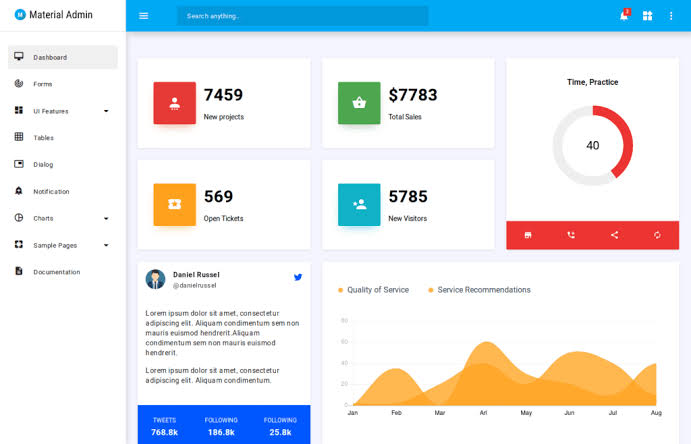 M Material Admin
Search anything..
3
Dashboard
Forms
UI Features
Tables
Dialog
Notification
Charts
Sample Pages
Documentation
7459
New projects
$7783
Total Sales
569
Open Tickets
5785
New Visitors
Time, Practice
40
Daniel Russel
@danielrussel
Lorem ipsum dolor sit amet, consectetur
adipiscing elit. Aliquam condimentum sem non
mauris euismod hendrerit.Aliquam
condimentum sem non mauris euismod
hendrerit.
Lorem ipsum dolor sit amet, consectetur
adipiscing elit. Aliquam condimentum.
TWEETS FOLLOWING FOLLOWING
768.8k 186.8k 25.8k
Quality of Service Service Recommendations
80
60
40
20
0
Jan Feb Mar Arl May Jun Jul Aug